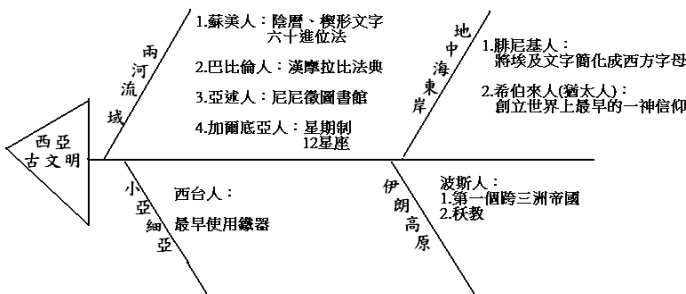 西亞
古文明
兩河流域
1.蘇美人：陰曆、楔形文字
六十進位法
2.巴比倫人：漢摩拉比法典
3.亞述人：尼尼徵圖書館
4.加爾底亞人：星期制
12星座
地中海東岸
1.腓尼基人：
將埃及文字簡化成西方字母
2.希伯來人(猶太人)：
創立世界上最早的一神信仰
小亞細亞
西台人：
最早使用鐵器
伊朗高原
波斯人：
1.第一個跨三洲帝國
2.祆教